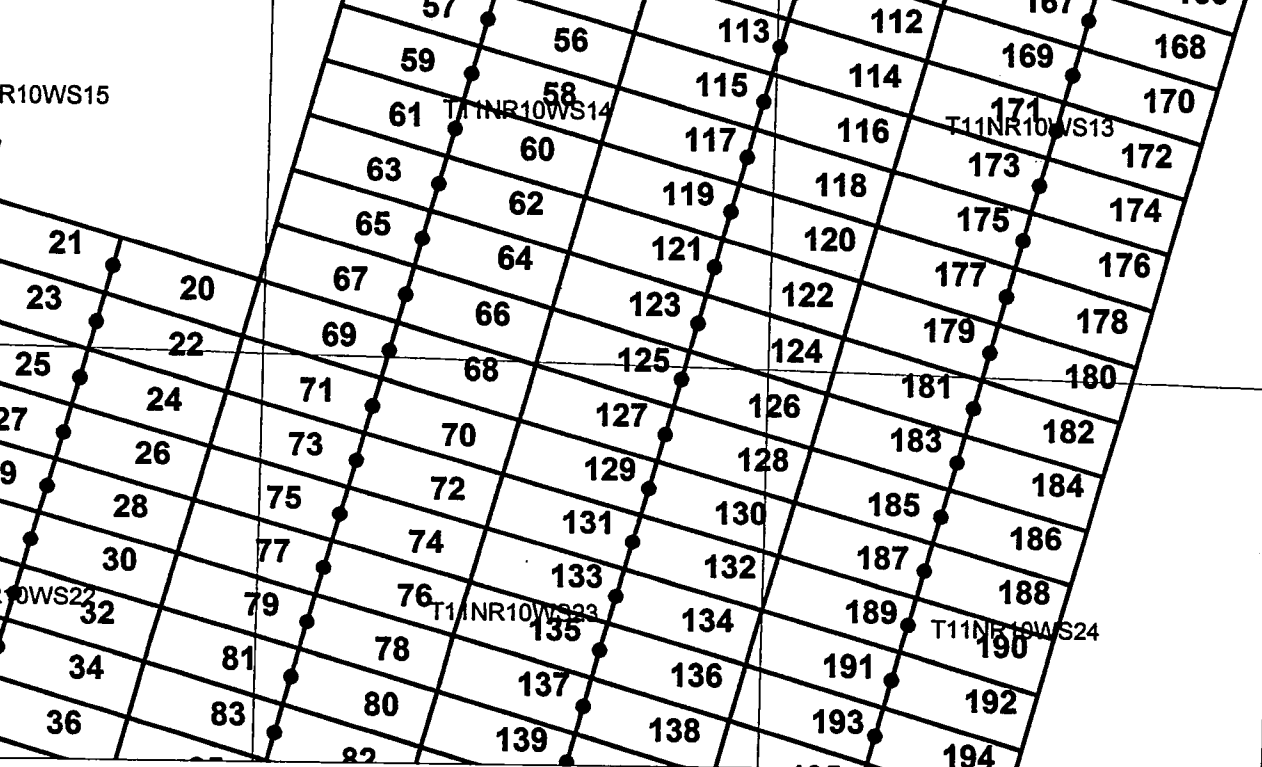 57 56 113 112 167 168
59 58 115 114 169 170
R10WS15 T11NR10WS14 T11NR10WS13
61 60 117 116 171 172
63 62 119 118 173 174
65 64 121 120 175 176
21 20 67 66 123 122 177 178
23 22 69 68 125 124 179 180
25 24 71 70 127 126 181 182
27 26 73 72 129 128 183 184
28 75 74 131 130 185 186
30 77 76 133 132 187 188
R10WS22 T11NR10WS23 T11NR10WS24
32 79 78 135 134 189 190
34 81 80 137 136 191 192
36 83 82 139 138 193 194